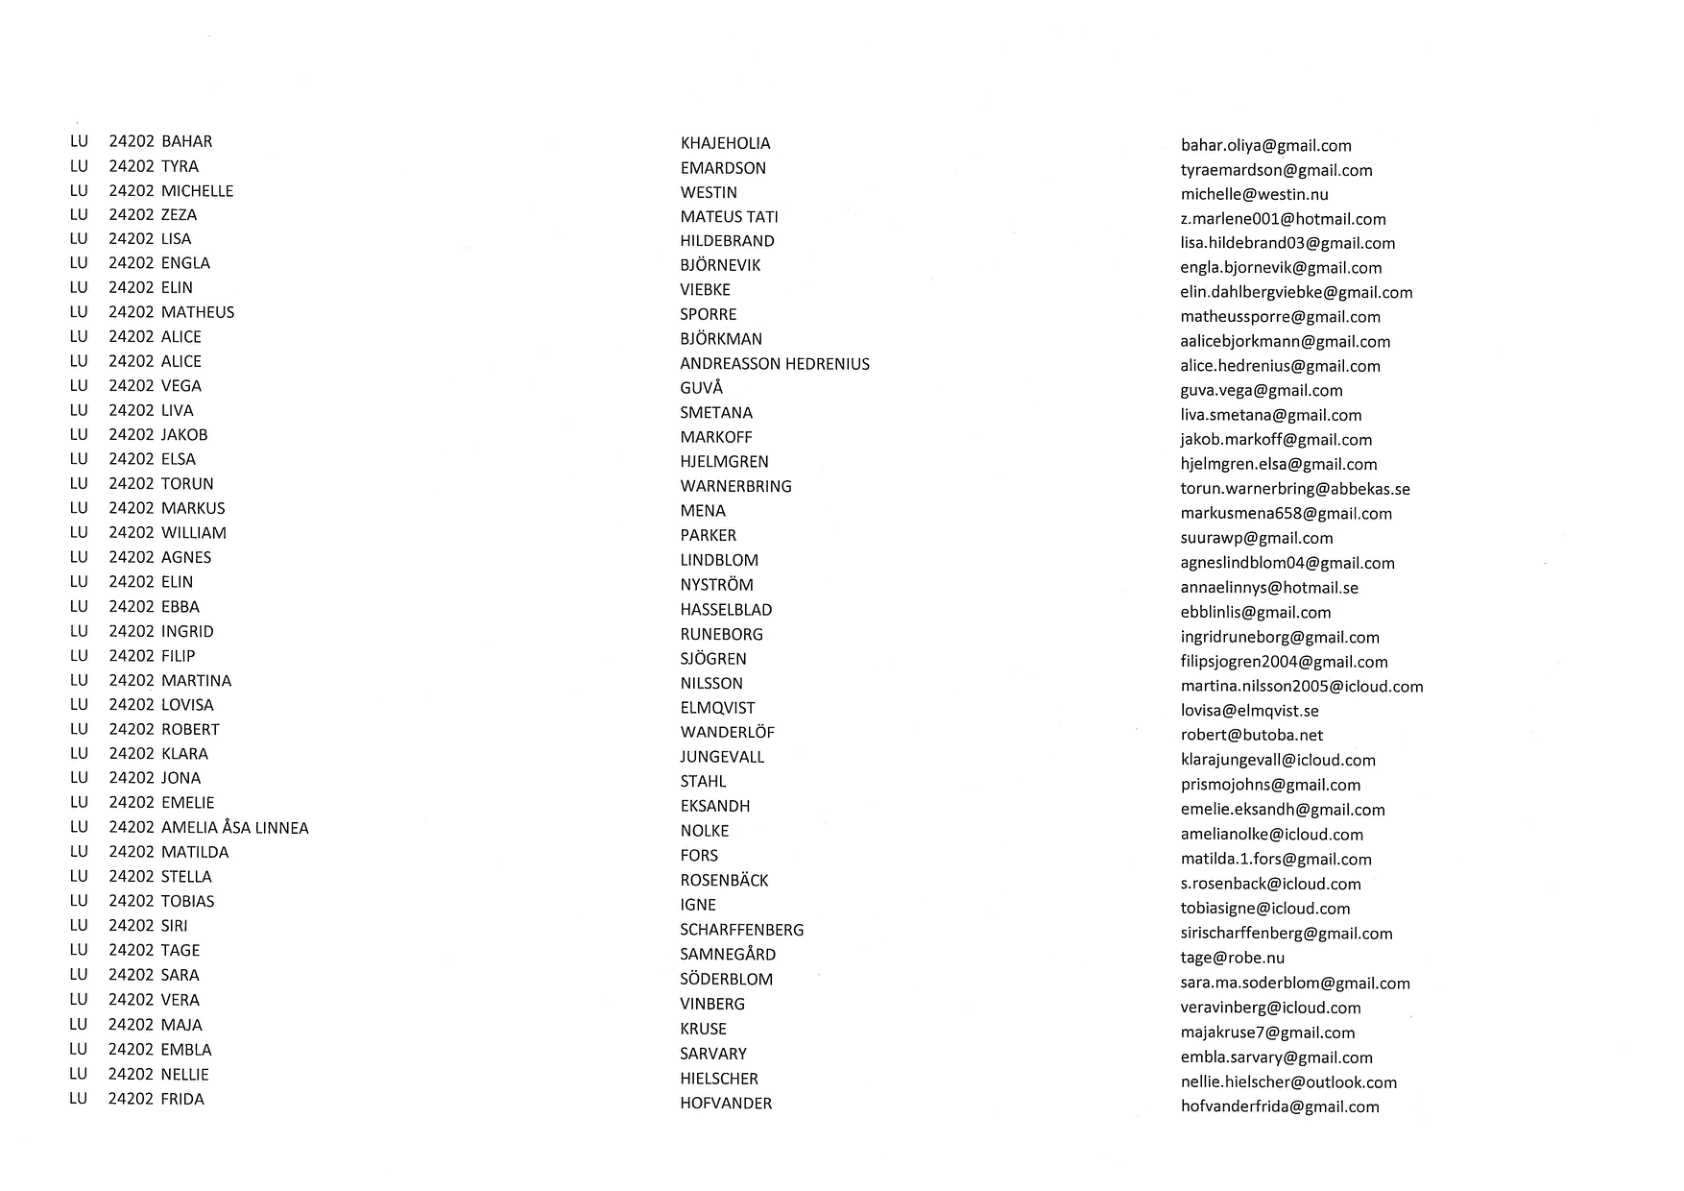 LU 24202 BAHAR KHAJEHOLIA bahar.oliya@gmail.com
LU 24202 TYRA EMARDSON tyraemardson@gmail.com
LU 24202 MICHELLE WESTIN michelle@westin.nu
LU 24202 ZEZA MATEUS TATI z.marlene001@hotmail.com
LU 24202 LISA HILDEBRAND lisa.hildebrand03@gmail.com
LU 24202 ENGLA BJÖRNEVIK engla.bjornevik@gmail.com
LU 24202 ELIN VIEBKE elin.dahlbergviebke@gmail.com
LU 24202 MATHEUS SPORRE matheussporre@gmail.com
LU 24202 ALICE BJÖRKMAN aalicebjorkmann@gmail.com
LU 24202 ALICE ANDREASSON HEDRENIUS alice.hedrenius@gmail.com
LU 24202 VEGA GUVÅ guva.vega@gmail.com
LU 24202 LIVA SMETANA liva.smetana@gmail.com
LU 24202 JAKOB MARKOFF jakob.markoff@gmail.com
LU 24202 ELSA HJELMGREN hjelmgren.elsa@gmail.com
LU 24202 TORUN WARNERBRING torun.warnerbring@abbekas.se
LU 24202 MARKUS MENA markusmena658@gmail.com
LU 24202 WILLIAM PARKER suurawp@gmail.com
LU 24202 AGNES LINDBLOM agneslindblom04@gmail.com
LU 24202 ELIN NYSTRÖM annaelinnys@hotmail.se
LU 24202 EBBA HASSELBLAD ebblinlis@gmail.com
LU 24202 INGRID RUNEBORG ingridruneborg@gmail.com
LU 24202 FILIP SJÖGREN filipsjogren2004@gmail.com
LU 24202 MARTINA NILSSON martina.nilsson2005@icloud.com
LU 24202 LOVISA ELMQVIST lovisa@elmqvist.se
LU 24202 ROBERT WANDERLÖF robert@butoba.net
LU 24202 KLARA JUNGEVALL klarajungevall@icloud.com
LU 24202 JONA STAHL prismojohns@gmail.com
LU 24202 EMELIE EKSANDH emelie.eksandh@gmail.com
LU 24202 AMELIA ÅSA LINNEA NOLKE amelianolke@icloud.com
LU 24202 MATILDA FORS matilda.1.fors@gmail.com
LU 24202 STELLA ROSENBÄCK s.rosenback@icloud.com
LU 24202 TOBIAS IGNE tobiasigne@icloud.com
LU 24202 SIRI SCHARFFENBERG sirischarffenberg@gmail.com
LU 24202 TAGE SAMNEGÅRD tage@robe.nu
LU 24202 SARA SÖDERBLOM sara.ma.soderblom@gmail.com
LU 24202 VERA VINBERG veravinberg@icloud.com
LU 24202 MAJA KRUSE majakruse7@gmail.com
LU 24202 EMBLA SARVARY embla.sarvary@gmail.com
LU 24202 NELLIE HIELSCHER nellie.hielscher@outlook.com
LU 24202 FRIDA HOFVANDER hofvanderfrida@gmail.com